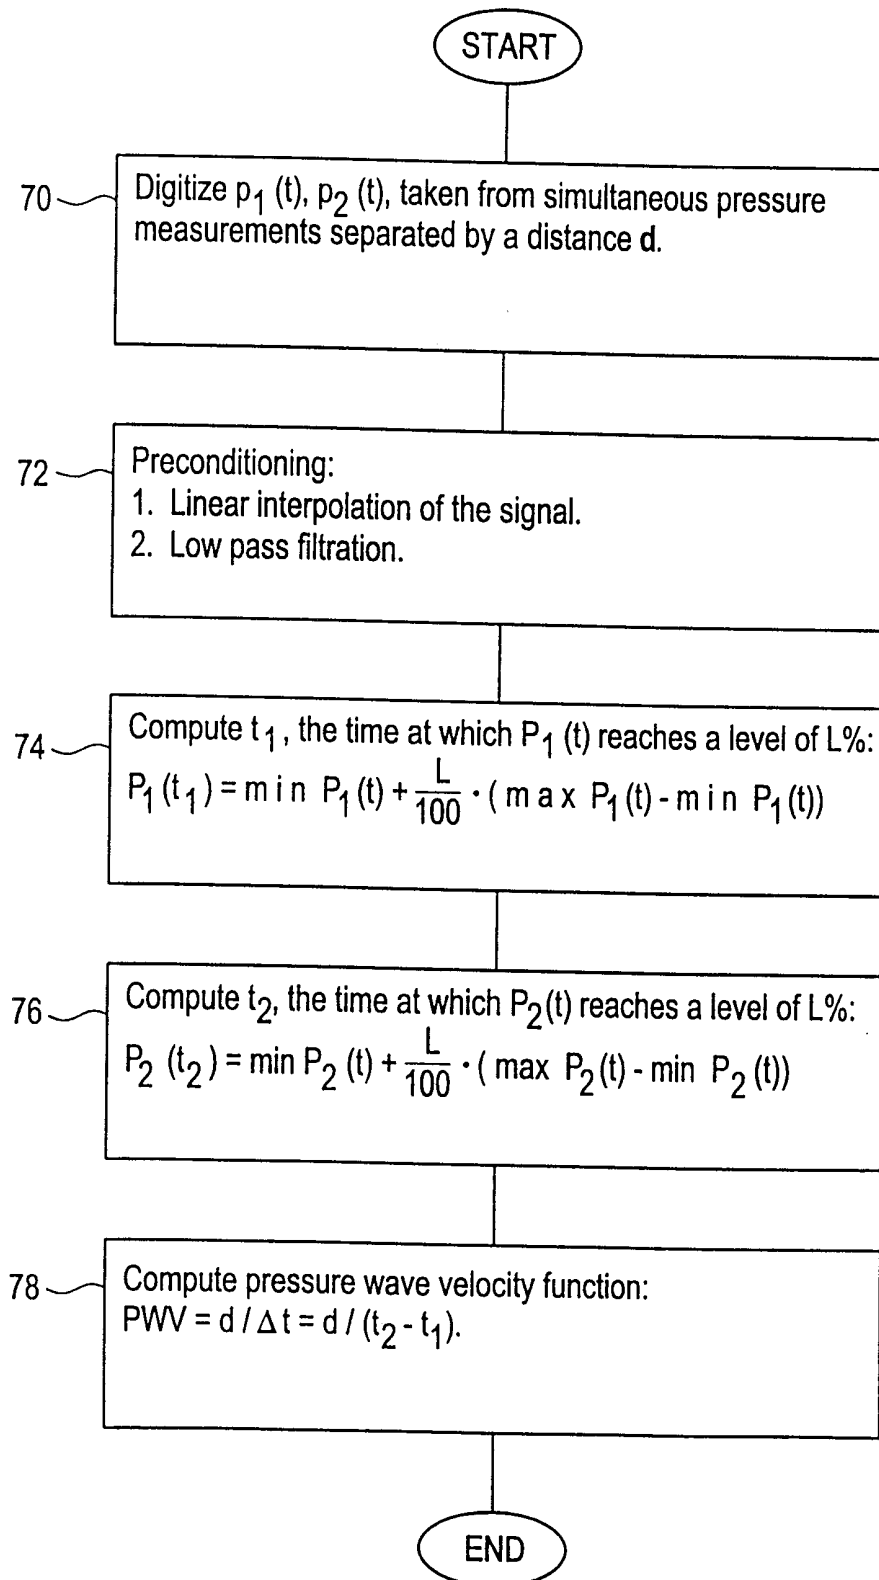 START
70
Digitize p1 (t), p2 (t), taken from simultaneous pressure
measurements separated by a distance d.
72
Preconditioning:
1. Linear interpolation of the signal.
2. Low pass filtration.
74
Compute t1, the time at which P1 (t) reaches a level of L%:
P1(t1) = min P1(t) + L/100 · ( max P1(t) - min P1(t))
76
Compute t2, the time at which P2(t) reaches a level of L%:
P2 (t2) = min P2 (t) + L/100 · ( max P2(t) - min P2 (t))
78
Compute pressure wave velocity function:
PWV = d / Δt = d / (t2 - t1).
END